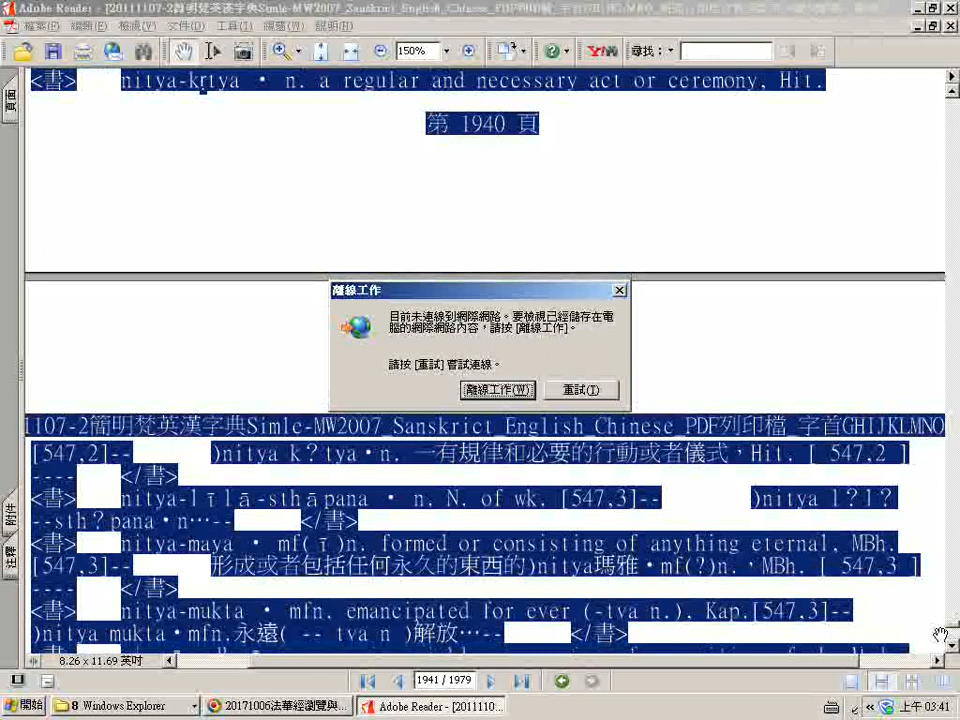 Adobe Reader - [20111107-2簡明梵英漢字典Simle-MW2007_Sanskrict_English_Chinese_PDF列印檔_字首GHIJKLMNO
檔案(F) 編輯(E) 檢視(V) 文件(D) 工具(T) 視窗(W) 說明(H)
150% 尋找：
頁面
<書> nitya-kṛtya • n. a regular and necessary act or ceremony, Hit.
第 1940 頁
離線工作
目前未連線到網際網路。要檢視已經儲存在電
腦的網際網路內容，請按 [離線工作]。
請按 [重試] 嘗試連線。
離線工作(W) 重試(T)
1107-2簡明梵英漢字典Simle-MW2007_Sanskrict_English_Chinese_PDF列印檔_字首GHIJKLMNO
[547,2]-- )nitya k？tya•n. 一有規律和必要的行動或者儀式，Hit. [ 547,2 ]
---- </書>
<書> nitya-līlā-sthāpana • n. N. of wk. [547,3]-- )nitya l？l？
--sth？pana•n…-- </書>
<書> nitya-maya • mf(ī)n. formed or consisting of anything eternal, MBh.
[547,3]-- 形成或者包括任何永久的東西的)nitya瑪雅•mf(?)n.，MBh. [ 547,3 ]
---- </書>
<書> nitya-mukta • mfn. emancipated for ever (-tva n.), Kap.[547,3]--
)nitya mukta•mfn.永遠( -- tva n )解放…-- </書>
附件
注釋
8.26 x 11.69 英吋
1941 / 1979
開始 8 Windows Explorer 20171006法華經瀏覽與... Adobe Reader - [2011110... 上午 03:41